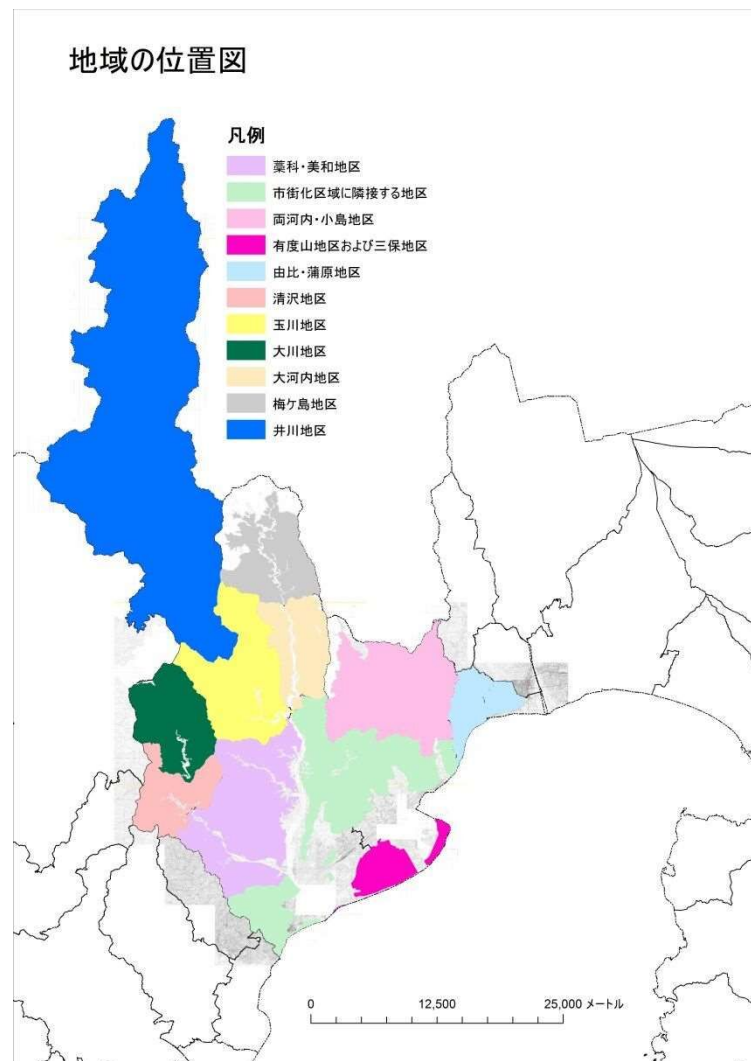 地域の位置図
凡例
藁科・美和地区
市街化区域に隣接する地区
両河内・小島地区
有度山地区および三保地区
由比・蒲原地区
清沢地区
玉川地区
大川地区
大河内地区
梅ケ島地区
井川地区
0 12,500 25,000 メートル